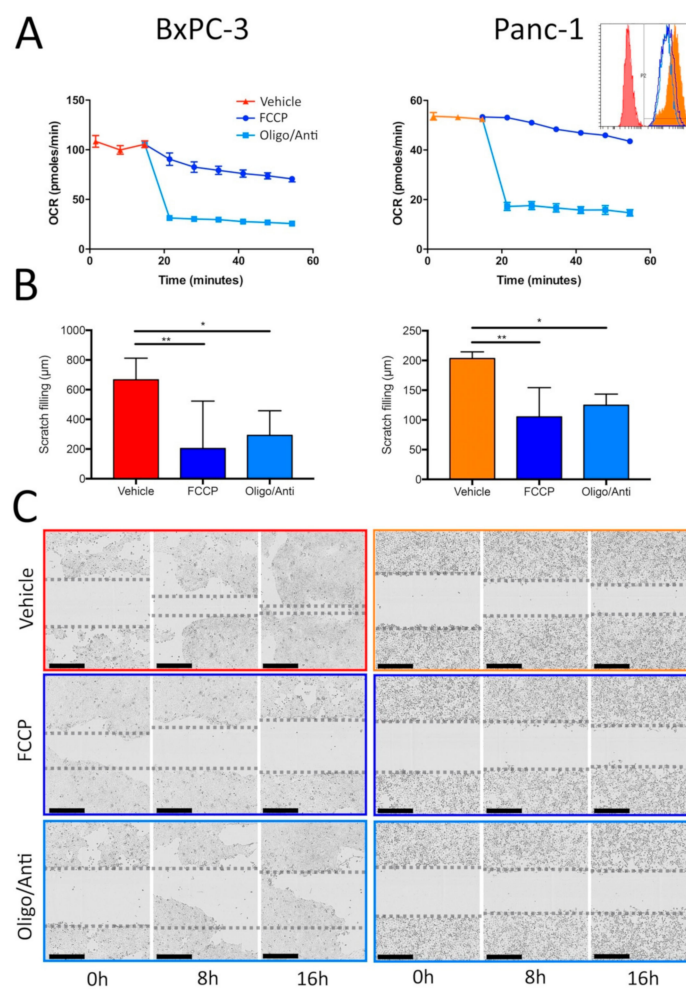 A
BxPC-3
Panc-1
150
100
50
0
OCR (pmoles/min)
0
20
40
60
Time (minutes)
Vehicle
FCCP
Oligo/Anti
60
40
20
0
OCR (pmoles/min)
0
20
40
60
Time (minutes)
B
1000
800
600
400
200
0
Scratch filling (µm)
*
**
Vehicle
FCCP
Oligo/Anti
250
200
150
100
50
0
Scratch filling (µm)
*
**
Vehicle
FCCP
Oligo/Anti
C
Vehicle
FCCP
Oligo/Anti
0h
8h
16h
0h
8h
16h